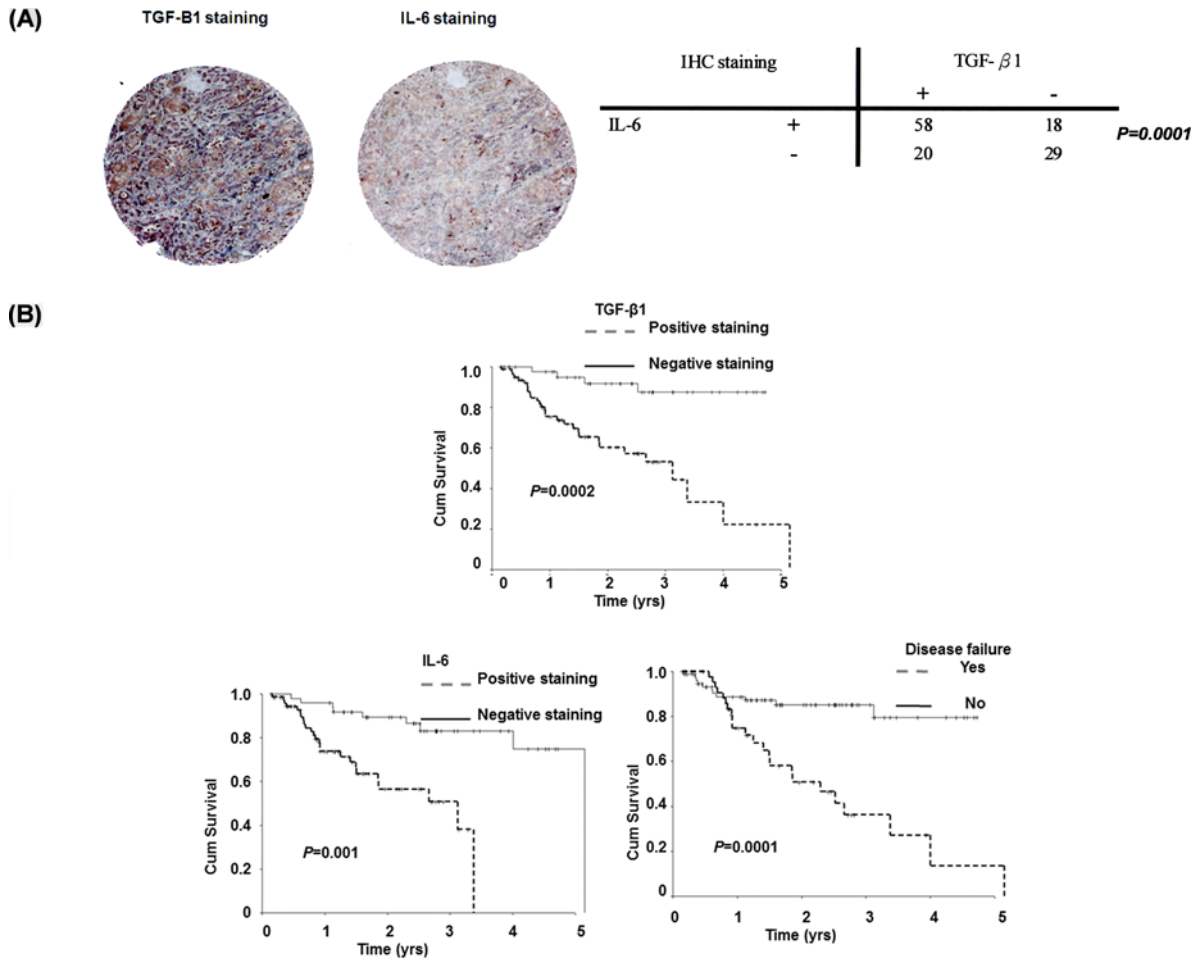 (A)
TGF-B1 staining
IL-6 staining
IHC staining TGF- β1
+ -
IL-6 + 58 18 P=0.0001
- 20 29
(B)
TGF-β1
Positive staining
Negative staining
1.0
0.8
0.6
0.4
0.2
0
Cum Survival
P=0.0002
0 1 2 3 4 5
Time (yrs)
IL-6
Positive staining
Negative staining
1.0
0.8
0.6
0.4
0.2
0
Cum Survival
P=0.001
0 1 2 3 4 5
Time (yrs)
Disease failure
Yes
No
1.0
0.8
0.6
0.4
0.2
0
Cum Survival
P=0.0001
0 1 2 3 4 5
Time (yrs)